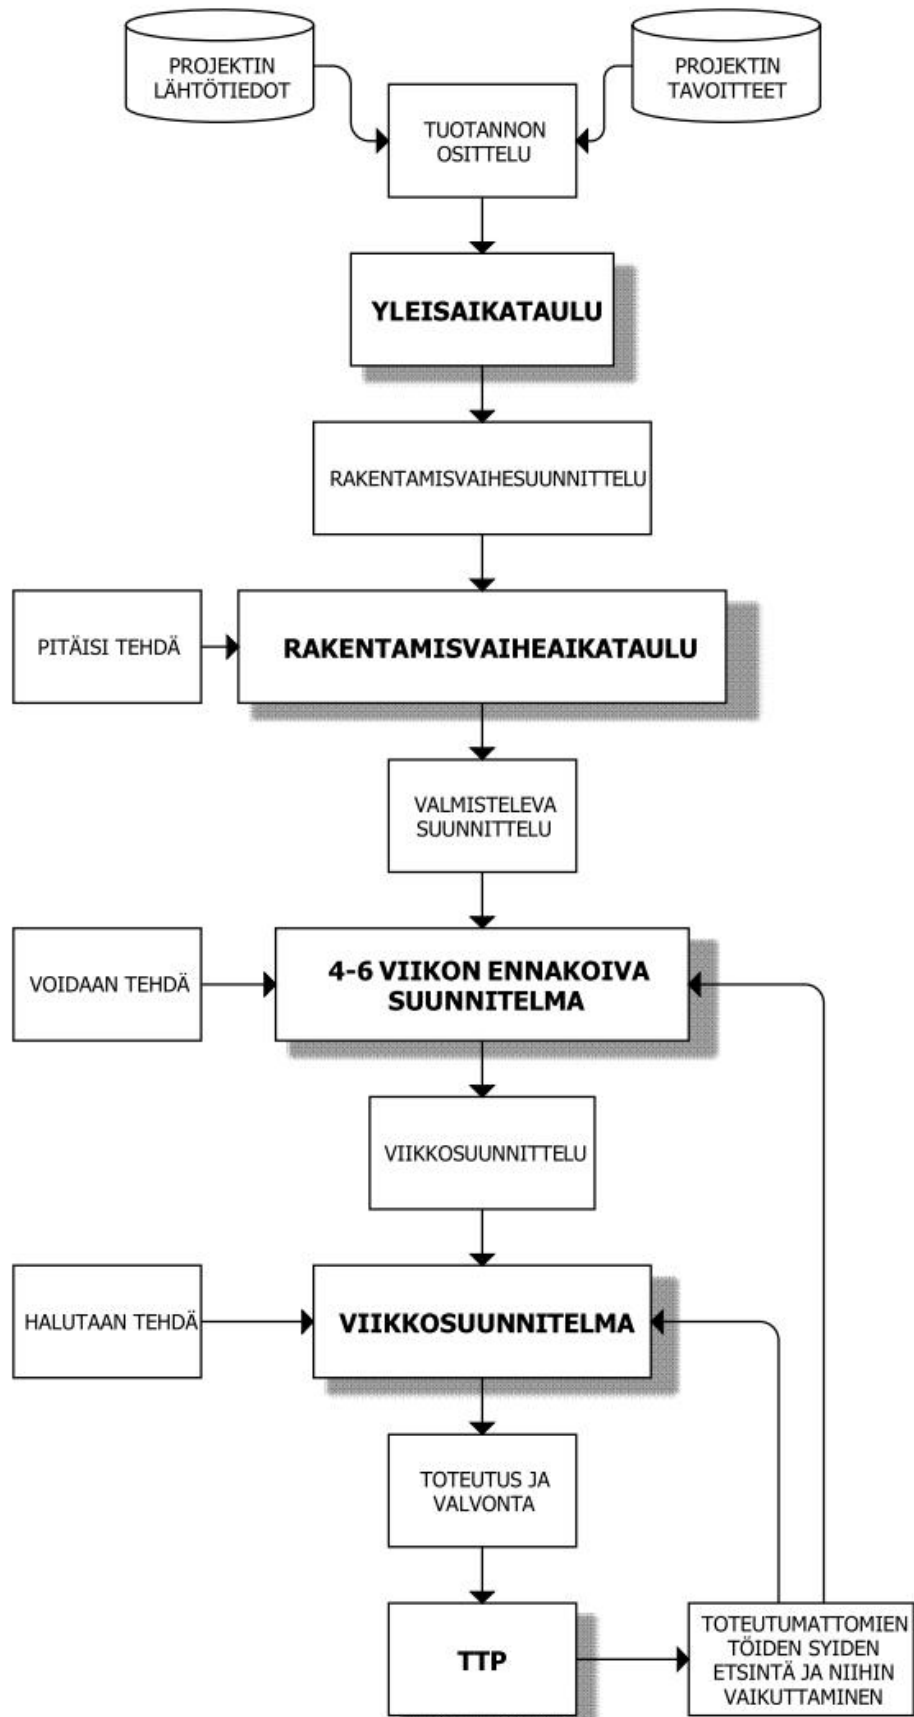 PROJEKTIN
LÄHTÖTIEDOT
PROJEKTIN
TAVOITTEET
TUOTANNON
OSITTELU
YLEISAIKATAULU
RAKENTAMISVAIHESUUNNITTELU
PITÄISI TEHDÄ
RAKENTAMISVAIHEAIKATAULU
VALMISTELEVA
SUUNNITTELU
VOIDAAN TEHDÄ
4-6 VIIKON ENNAKOIVA
SUUNNITELMA
VIIKKOSUUNNITTELU
HALUTAAN TEHDÄ
VIIKKOSUUNNITELMA
TOTEUTUS JA
VALVONTA
TTP
TOTEUTUMATTOMIEN
TÖIDEN SYIDEN
ETSINTÄ JA NIIHIN
VAIKUTTAMINEN